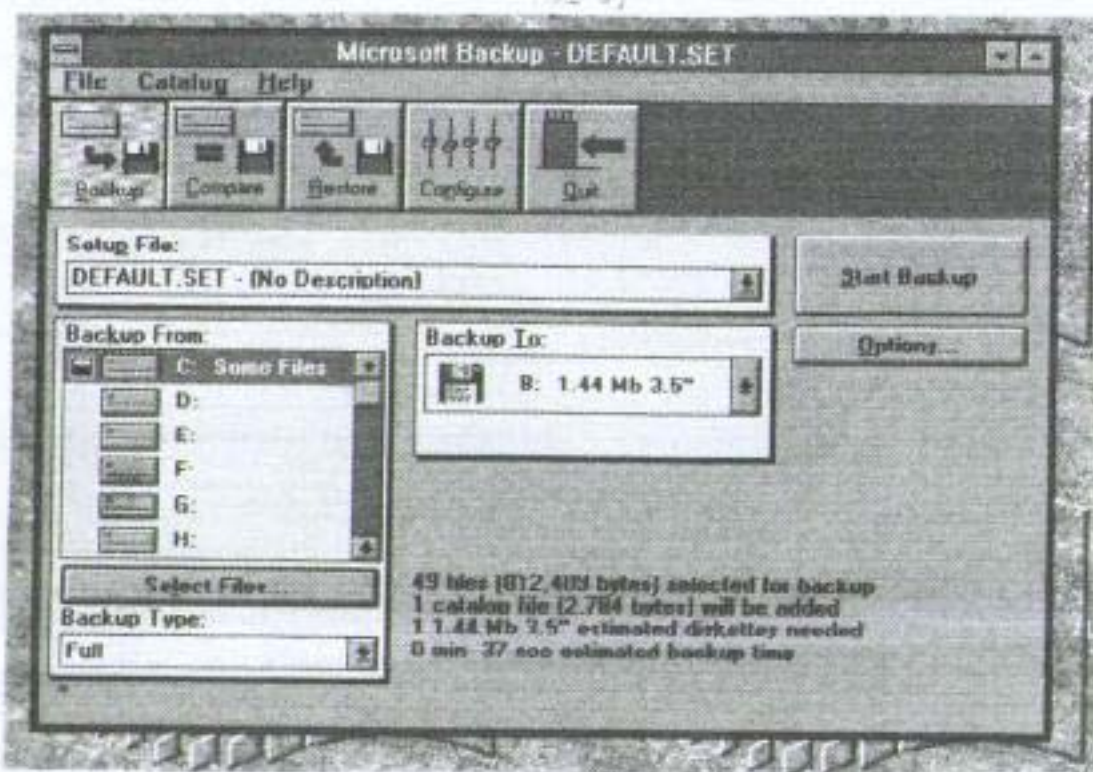 Microsoft Backup - DEFAULT.SET
File Catalog Help
Backup Compare Restore Configure Quit
Setup File:
DEFAULT.SET - (No Description)
Start Backup
Backup From:
Backup To:
Options...
C: Some Files
B: 1.44 Mb 3.5"
D:
E:
F:
G:
H:
Select Files...
49 files (812,409 bytes) selected for backup
1 catalog file (2,784 bytes) will be added
1 1.44 Mb 3.5" estimated diskettes needed
0 min 37 sec estimated backup time
Backup Type:
Full